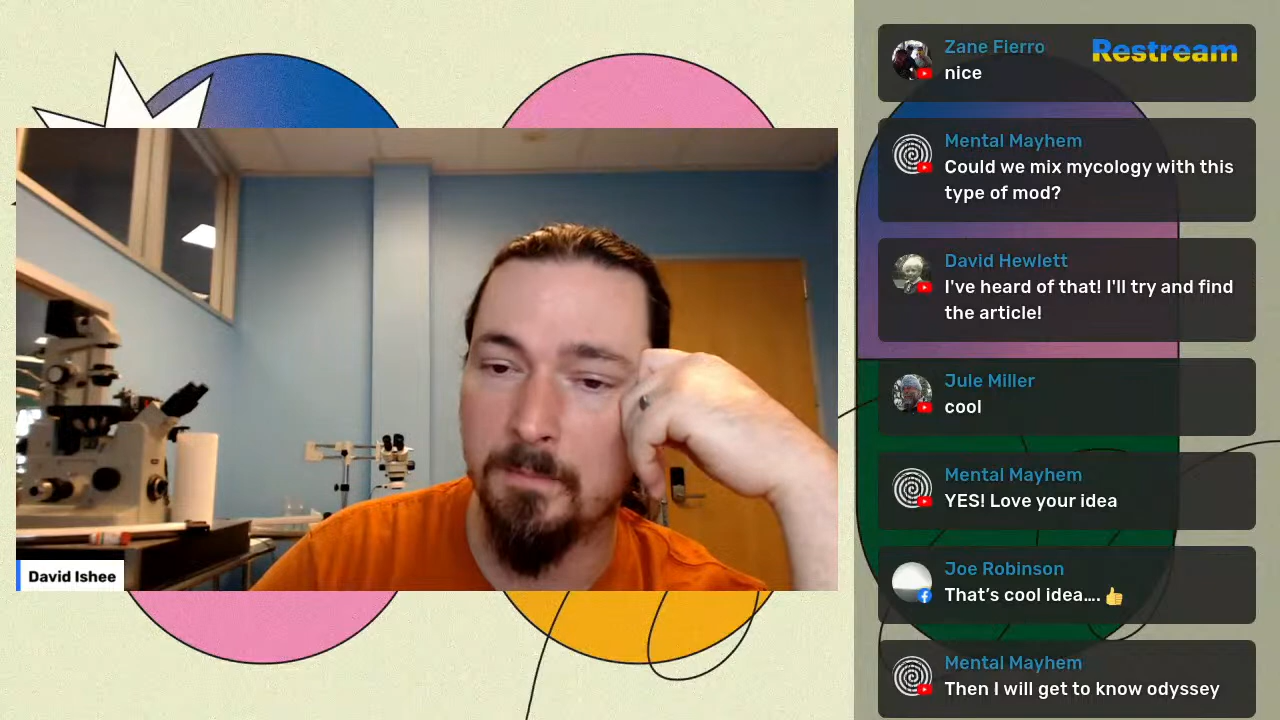 Zane Fierro
Restream
nice
Mental Mayhem
Could we mix mycology with this
type of mod?
David Hewlett
I've heard of that! I'll try and find
the article!
Jule Miller
cool
Mental Mayhem
YES! Love your idea
Joe Robinson
That’s cool idea.... 👍
Mental Mayhem
Then I will get to know odyssey
David Ishee